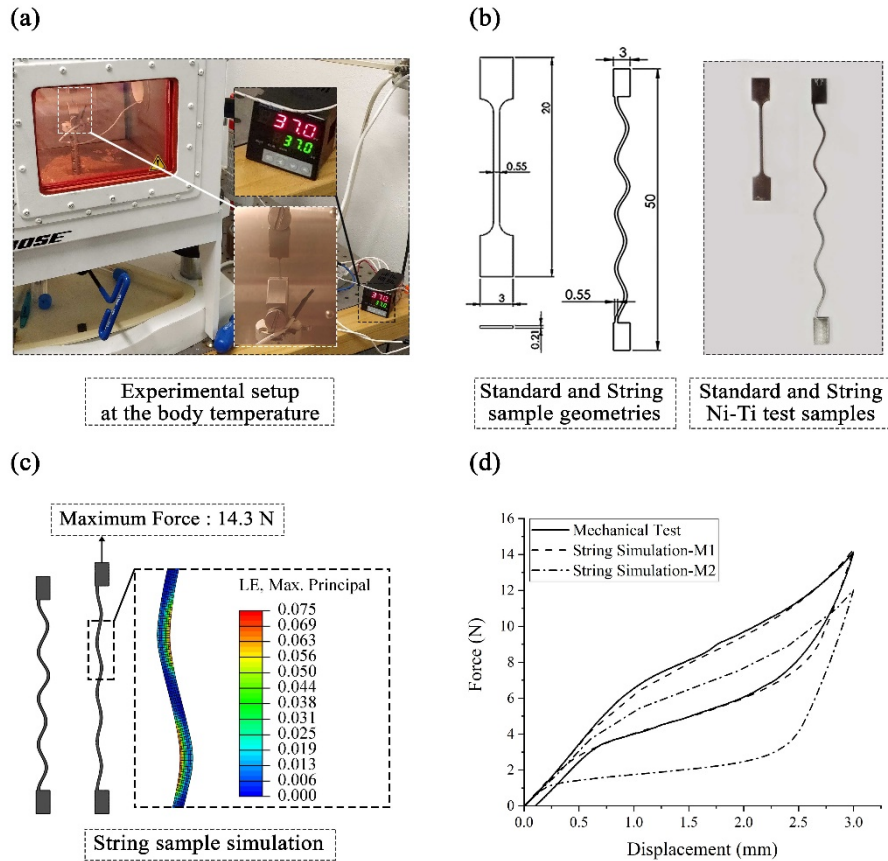 (a)
37.0
37.0
37.0
37.0
BOSE
Experimental setup
at the body temperature
(b)
3
20
0.55
50
3
0.55
0.21
Standard and String
sample geometries
Standard and String
Ni-Ti test samples
(c)
Maximum Force : 14.3 N
LE, Max. Principal
0.075
0.069
0.063
0.056
0.050
0.044
0.038
0.031
0.025
0.019
0.013
0.006
0.000
String sample simulation
(d)
16
14
12
10
8
6
4
2
0
Force (N)
Mechanical Test
String Simulation-M1
String Simulation-M2
0.0 0.5 1.0 1.5 2.0 2.5 3.0
Displacement (mm)